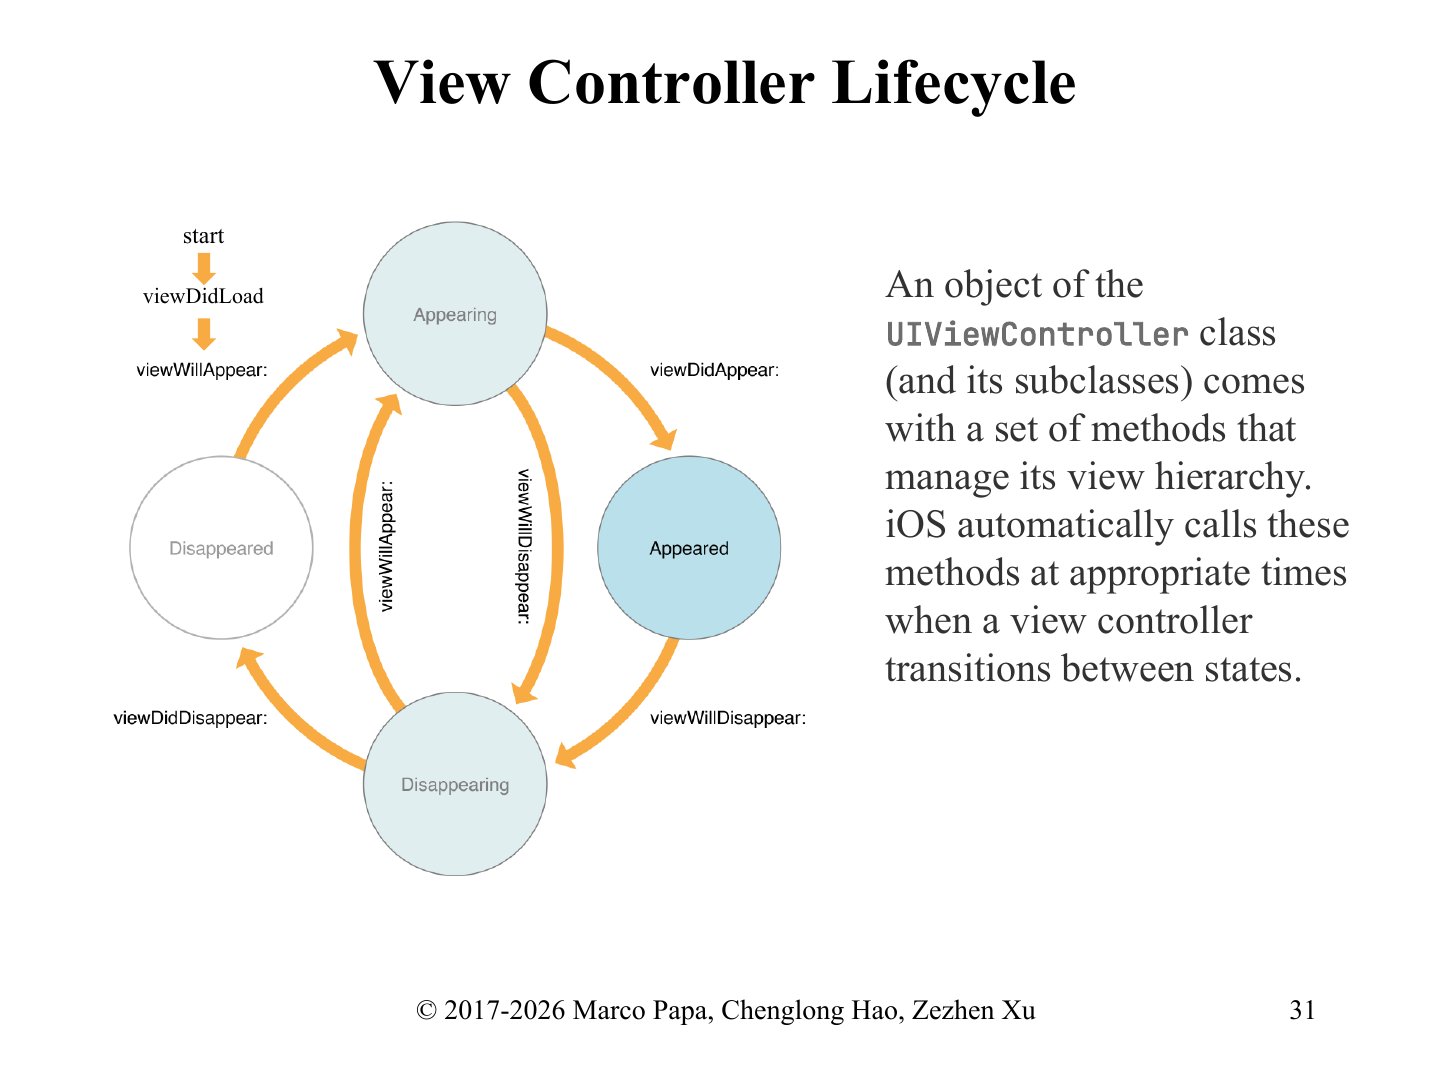 View Controller Lifecycle
start
viewDidLoad
viewWillAppear:
Appearing
viewDidAppear:
viewWillAppear:
viewWillDisappear:
Disappeared
Appeared
viewDidDisappear:
viewWillDisappear:
Disappearing
An object of the
UIViewController class
(and its subclasses) comes
with a set of methods that
manage its view hierarchy.
iOS automatically calls these
methods at appropriate times
when a view controller
transitions between states.
© 2017-2026 Marco Papa, Chenglong Hao, Zezhen Xu
31